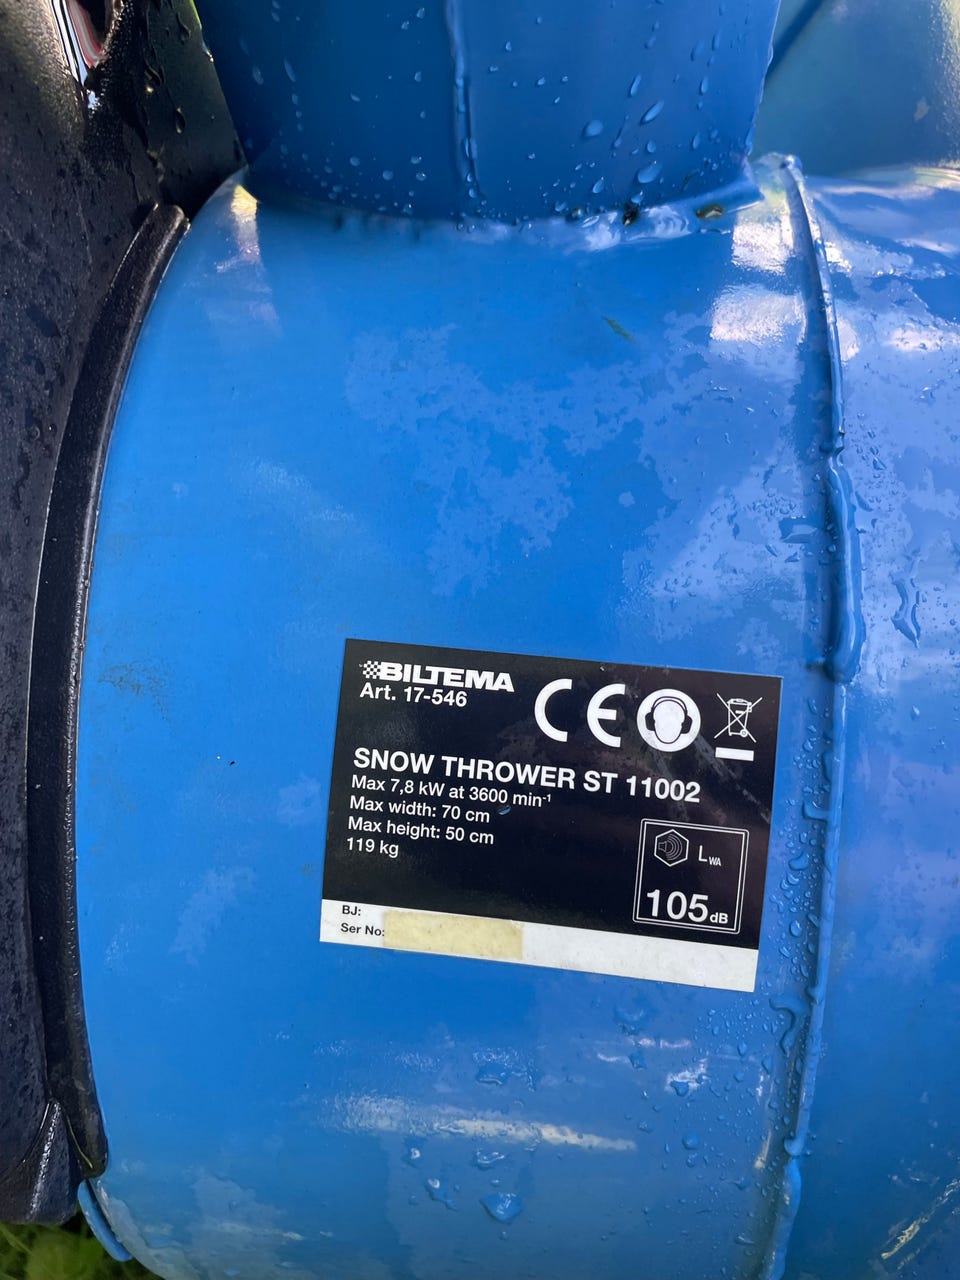 BILTEMA
Art. 17-546
CE
SNOW THROWER ST 11002
Max 7,8 kW at 3600 min⁻¹
Max width: 70 cm
Max height: 50 cm
119 kg
LWA
105dB
BJ:
Ser No: